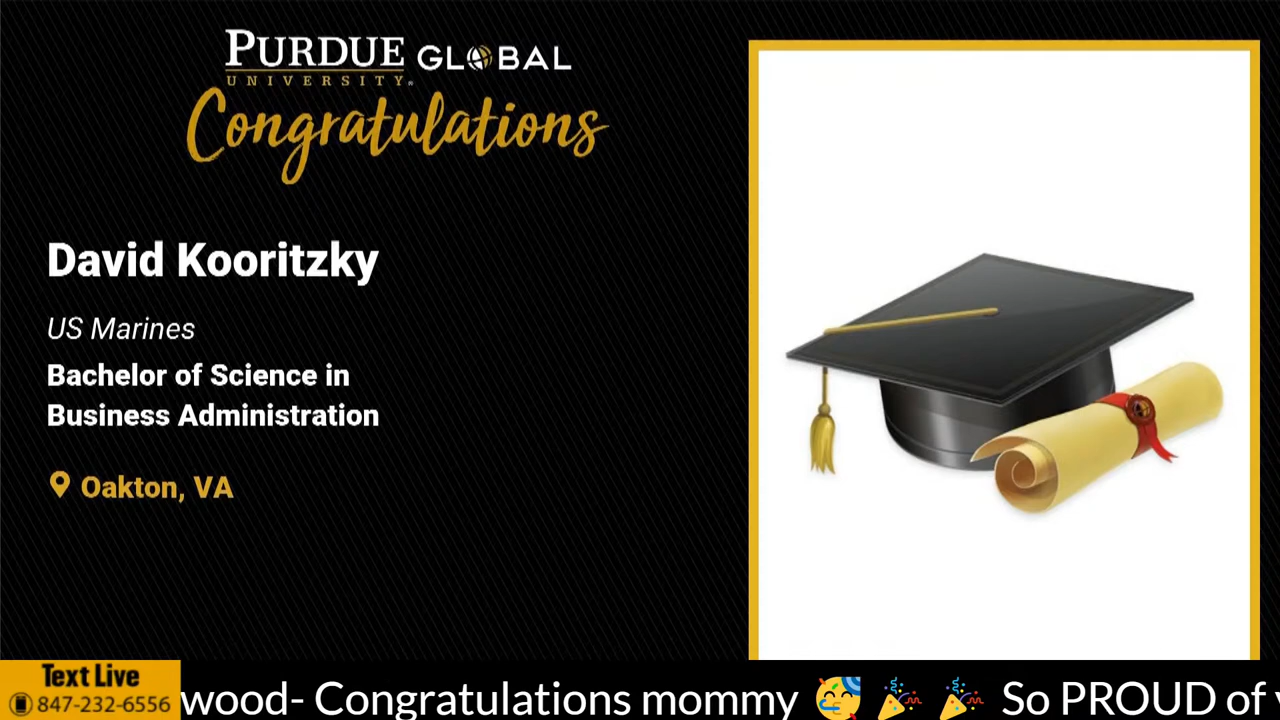 PURDUE GLOBAL
UNIVERSITY®
Congratulations
David Kooritzky
US Marines
Bachelor of Science in
Business Administration
Oakton, VA
Text Live
847-232-6556
wood- Congratulations mommy 🥳 🎉 🎉 So PROUD of